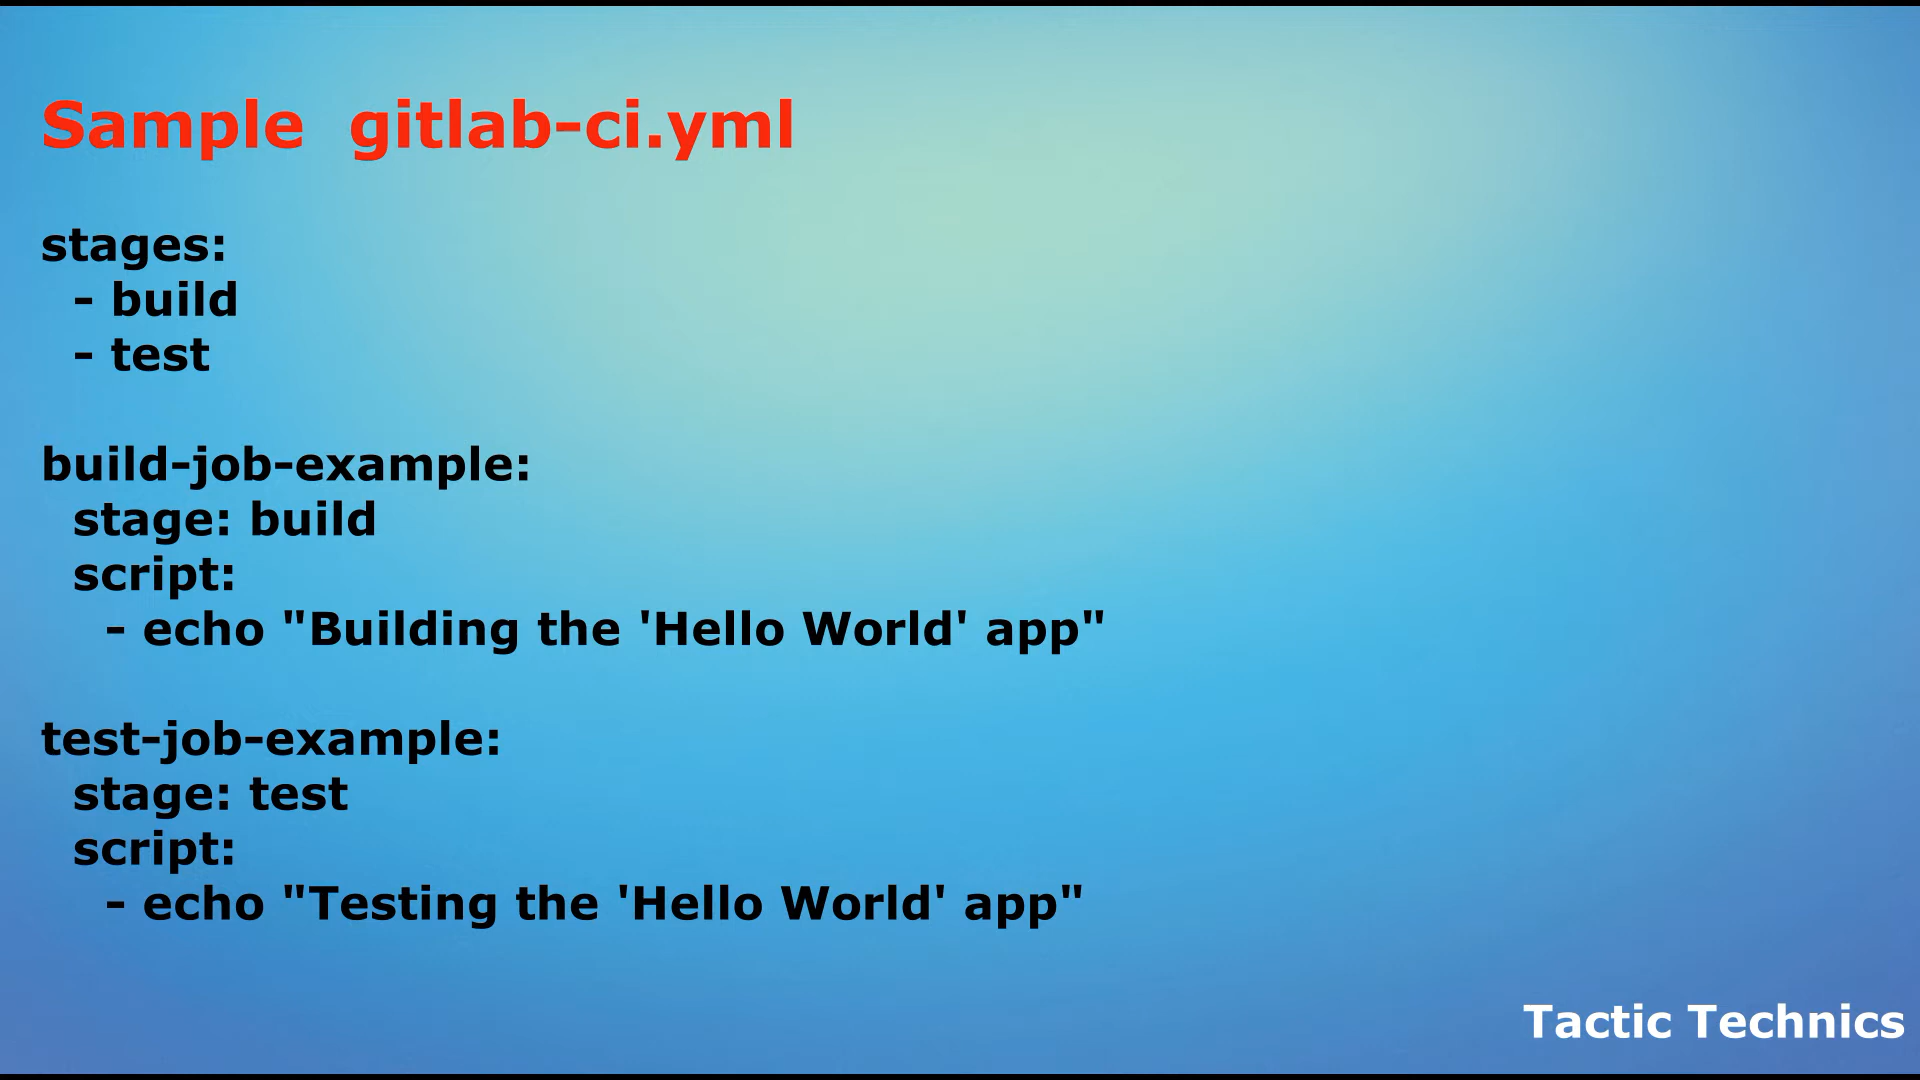 Sample  gitlab-ci.yml
stages:
  - build
  - test
build-job-example:
  stage: build
  script:
    - echo "Building the 'Hello World' app"
test-job-example:
  stage: test
  script:
    - echo "Testing the 'Hello World' app"
Tactic Technics